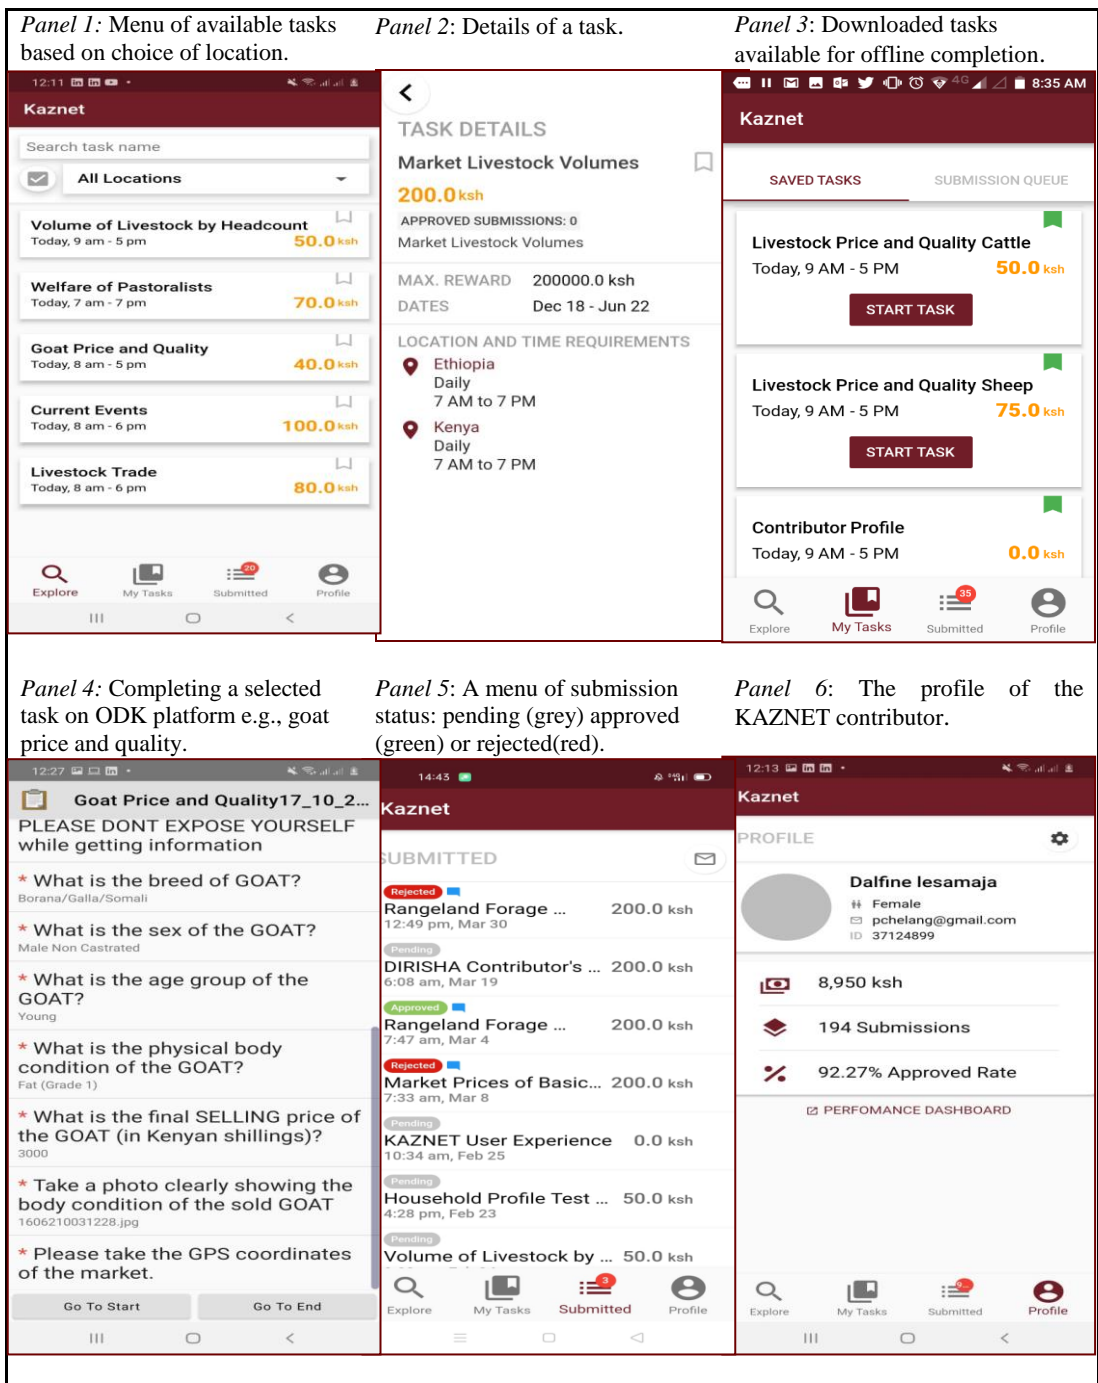 Panel 1: Menu of available tasks
based on choice of location.
12:11
Kaznet
Search task name
All Locations
Volume of Livestock by Headcount
Today, 9 am - 5 pm 50.0 ksh
Welfare of Pastoralists
Today, 7 am - 7 pm 70.0 ksh
Goat Price and Quality
Today, 8 am - 5 pm 40.0 ksh
Current Events
Today, 8 am - 6 pm 100.0 ksh
Livestock Trade
Today, 8 am - 6 pm 80.0 ksh
20
Explore My Tasks Submitted Profile
Panel 2: Details of a task.
TASK DETAILS
Market Livestock Volumes
200.0 ksh
APPROVED SUBMISSIONS: 0
Market Livestock Volumes
MAX. REWARD 200000.0 ksh
DATES Dec 18 - Jun 22
LOCATION AND TIME REQUIREMENTS
Ethiopia
Daily
7 AM to 7 PM
Kenya
Daily
7 AM to 7 PM
Panel 3: Downloaded tasks
available for offline completion.
4G 8:35 AM
Kaznet
SAVED TASKS SUBMISSION QUEUE
Livestock Price and Quality Cattle
Today, 9 AM - 5 PM 50.0 ksh
START TASK
Livestock Price and Quality Sheep
Today, 9 AM - 5 PM 75.0 ksh
START TASK
Contributor Profile
Today, 9 AM - 5 PM 0.0 ksh
35
Explore My Tasks Submitted Profile
Panel 4: Completing a selected
task on ODK platform e.g., goat
price and quality.
12:27
Goat Price and Quality17_10_2...
PLEASE DONT EXPOSE YOURSELF
while getting information
* What is the breed of GOAT?
Borana/Galla/Somali
* What is the sex of the GOAT?
Male Non Castrated
* What is the age group of the
GOAT?
Young
* What is the physical body
condition of the GOAT?
Fat (Grade 1)
* What is the final SELLING price of
the GOAT (in Kenyan shillings)?
3000
* Take a photo clearly showing the
body condition of the sold GOAT
1606210031228.jpg
* Please take the GPS coordinates
of the market.
Go To Start Go To End
Panel 5: A menu of submission
status: pending (grey) approved
(green) or rejected(red).
14:43
Kaznet
SUBMITTED
Rejected
Rangeland Forage ... 200.0 ksh
12:49 pm, Mar 30
Pending
DIRISHA Contributor's ... 200.0 ksh
6:08 am, Mar 19
Approved
Rangeland Forage ... 200.0 ksh
7:47 am, Mar 4
Rejected
Market Prices of Basic... 200.0 ksh
7:33 am, Mar 8
Pending
KAZNET User Experience 0.0 ksh
10:34 am, Feb 25
Pending
Household Profile Test ... 50.0 ksh
4:28 pm, Feb 23
Pending
Volume of Livestock by ... 50.0 ksh
3
Explore My Tasks Submitted Profile
Panel 6: The profile of the
KAZNET contributor.
12:13
Kaznet
PROFILE
Dalfine lesamaja
Female
pchelang@gmail.com
ID 37124899
8,950 ksh
194 Submissions
92.27% Approved Rate
PERFOMANCE DASHBOARD
9...
Explore My Tasks Submitted Profile